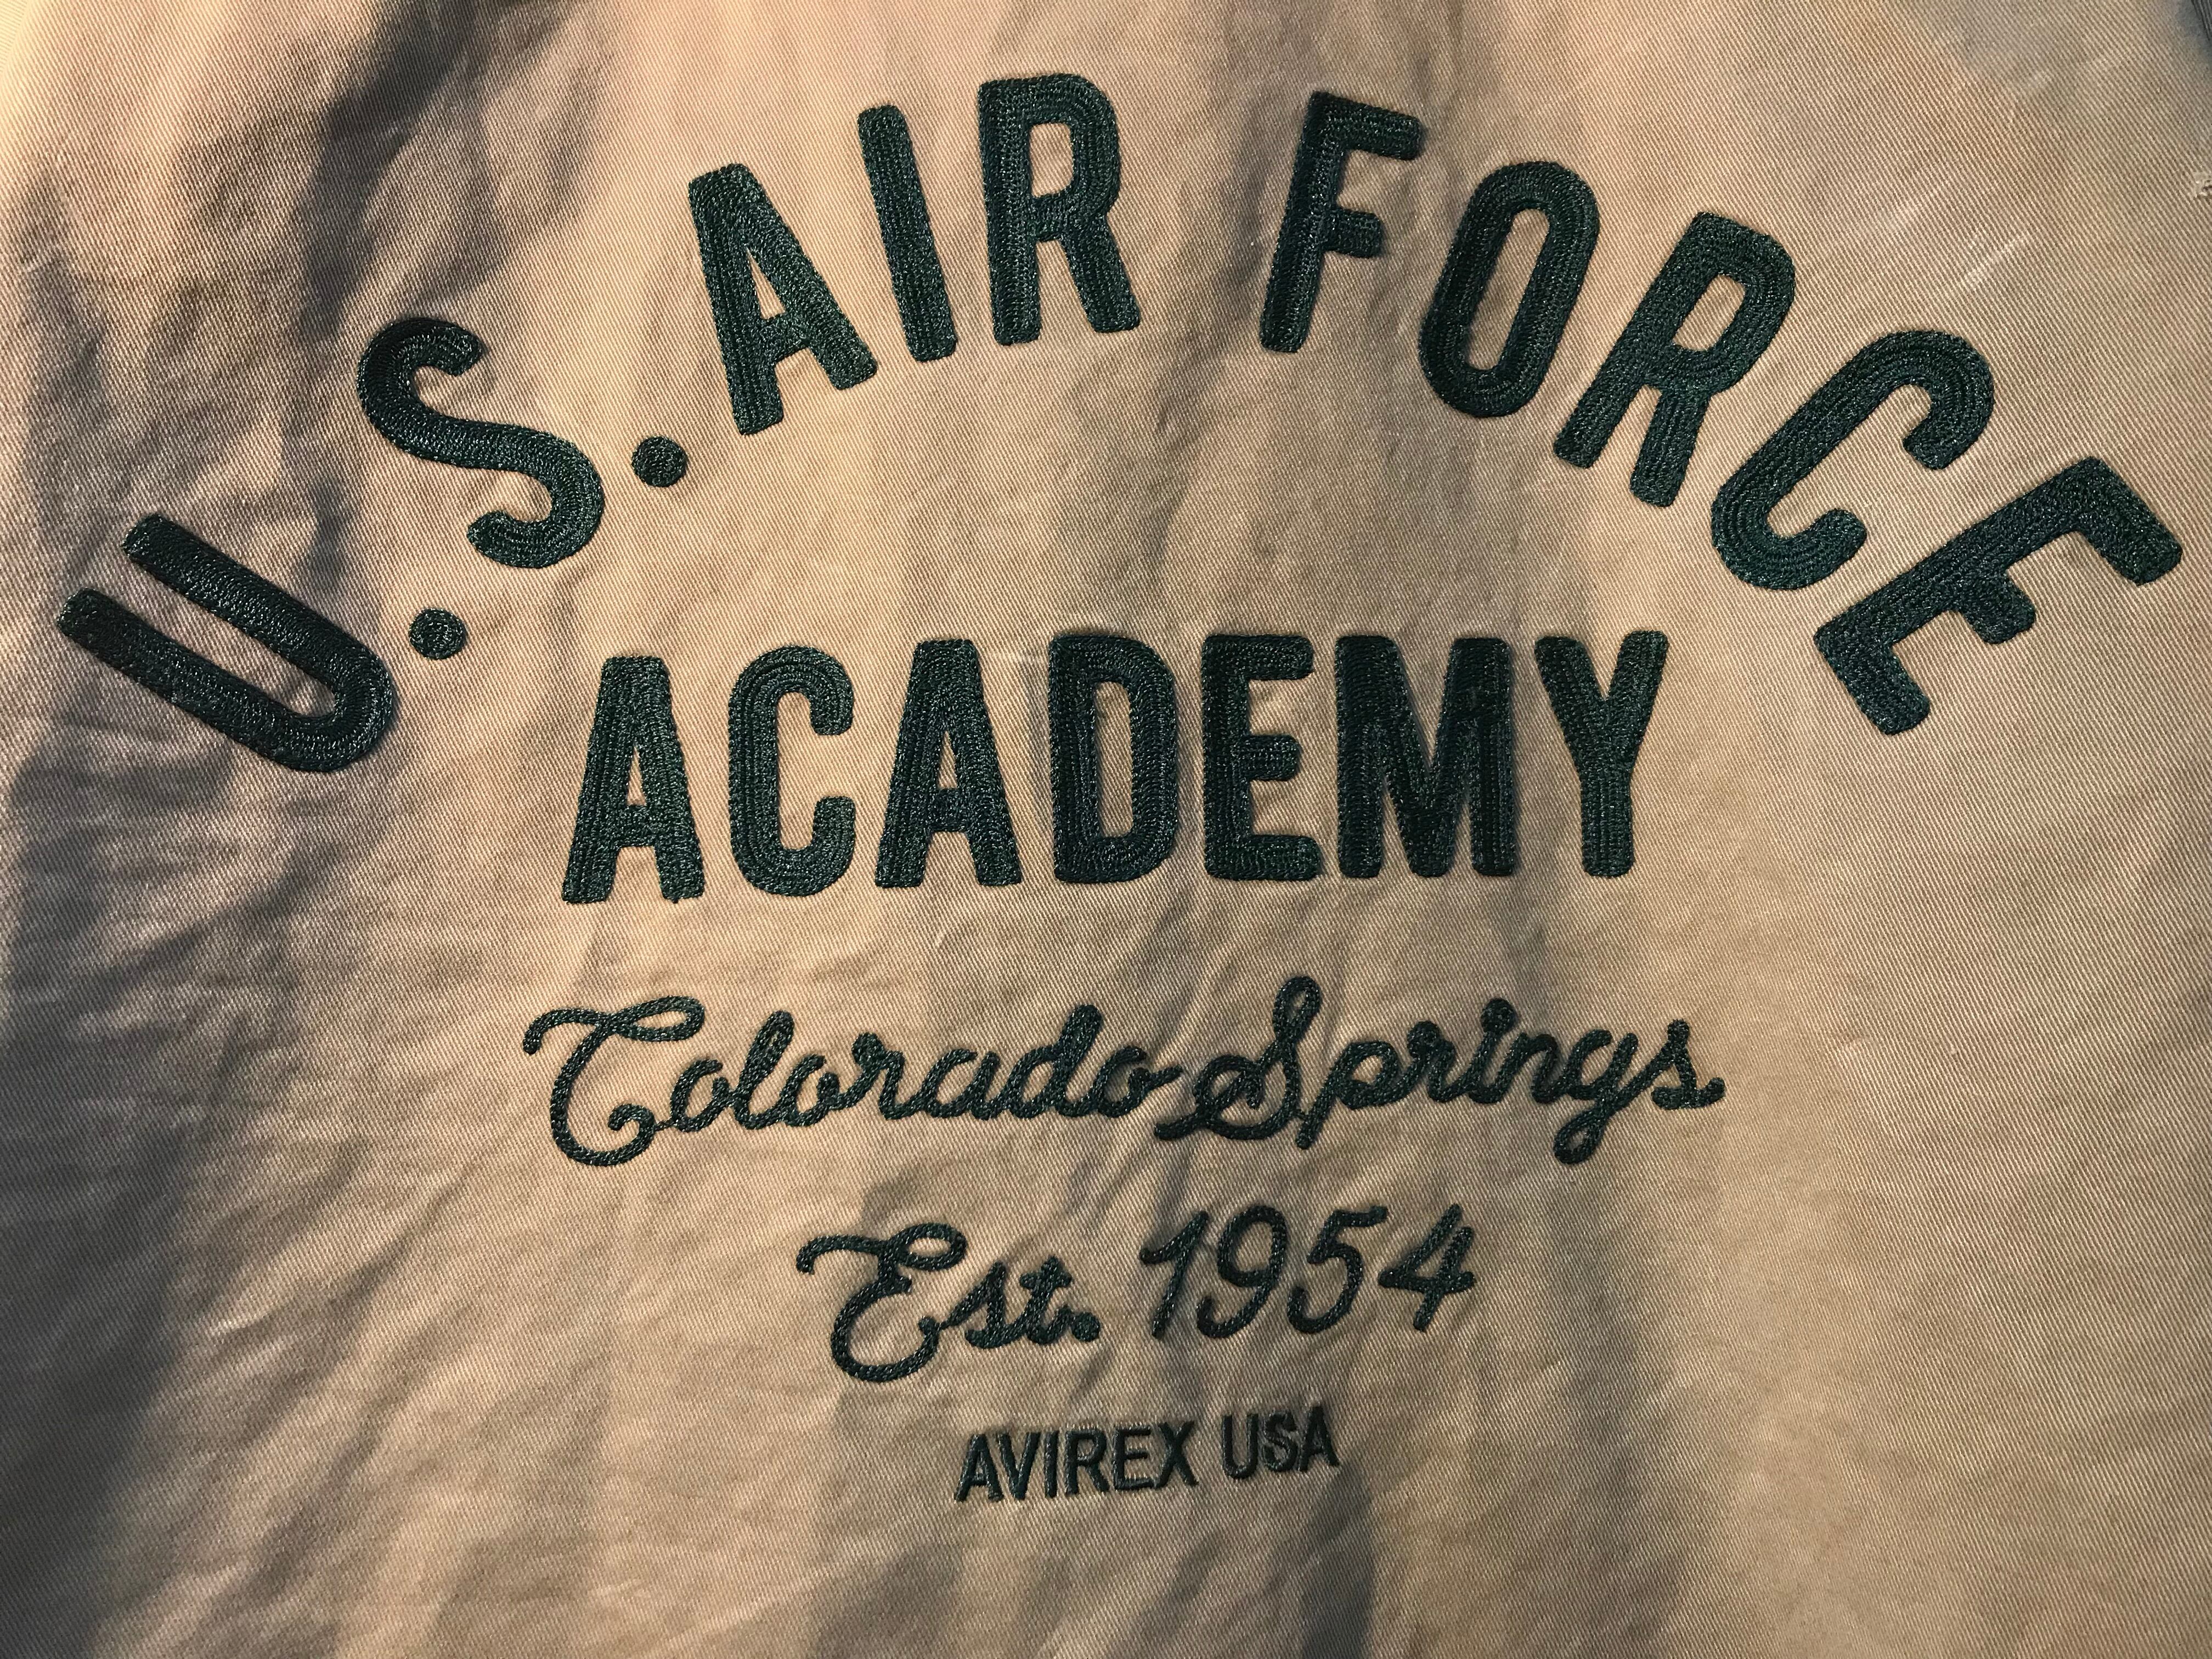 U.S. AIR FORCE
ACADEMY
Colorado Springs
Est. 1954
AVIREX USA